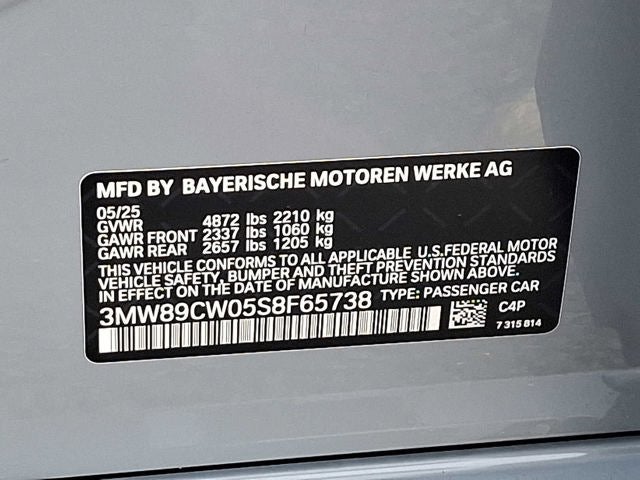 MFD BY BAYERISCHE MOTOREN WERKE AG
05/25
GVWR 4872 lbs 2210 kg
GAWR FRONT 2337 lbs 1060 kg
GAWR REAR 2657 lbs 1205 kg
THIS VEHICLE CONFORMS TO ALL APPLICABLE U.S.FEDERAL MOTOR
VEHICLE SAFETY, BUMPER AND THEFT PREVENTION STANDARDS
IN EFFECT ON THE DATE OF MANUFACTURE SHOWN ABOVE.
3MW89CW05S8F65738 TYPE: PASSENGER CAR
C4P
7 315 814